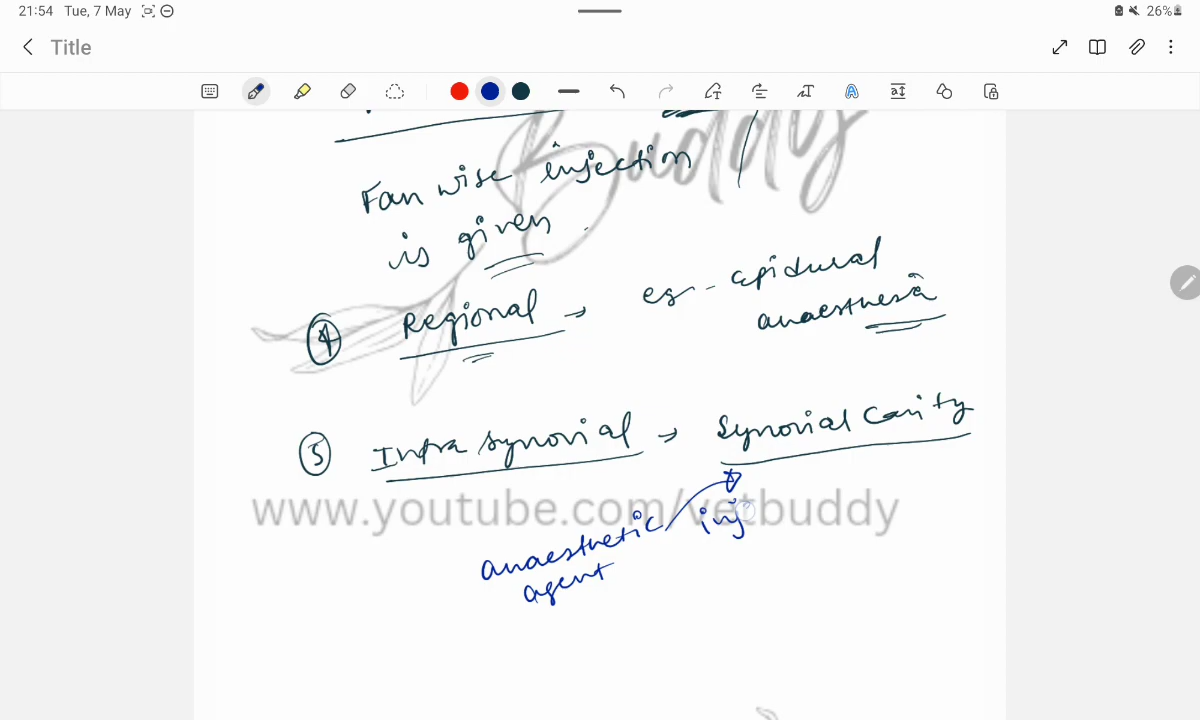 21:54 Tue, 7 May
26%
Title
Buddy
Fan wise injection
is given.
④ Regional → eg - epidural
anaesthesia
⑤ Intra synovial → Synovial Cavity
www.youtube.com/vetbuddy
anaesthetic inj
agent